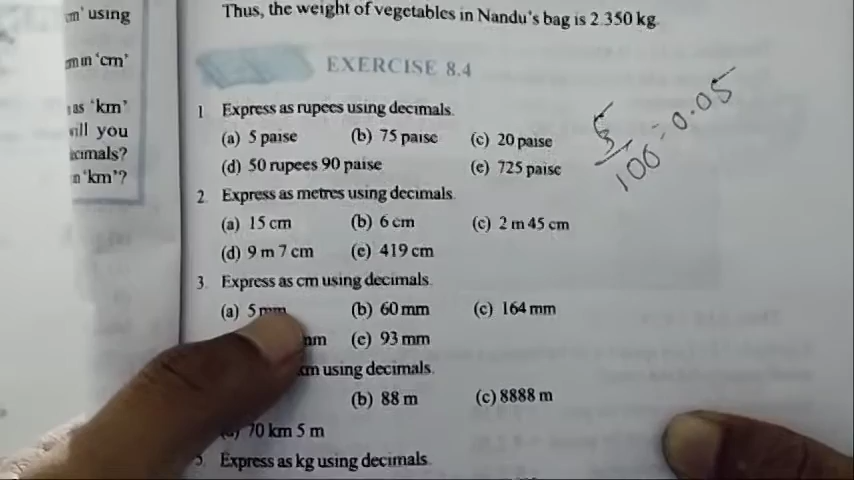 Thus, the weight of vegetables in Nandu's bag is 2.350 kg
using
in 'cm'
as 'km'
will you
decimals?
'km'?
EXERCISE 8.4
1 Express as rupees using decimals.
(a) 5 paise (b) 75 paise (c) 20 paise
(d) 50 rupees 90 paise (e) 725 paise
5/100 = 0.05
2. Express as metres using decimals.
(a) 15 cm (b) 6 cm (c) 2 m 45 cm
(d) 9 m 7 cm (e) 419 cm
3. Express as cm using decimals.
(a) 5 mm (b) 60 mm (c) 164 mm
mm (e) 93 mm
using decimals.
(b) 88 m (c) 8888 m
70 km 5 m
5. Express as kg using decimals.